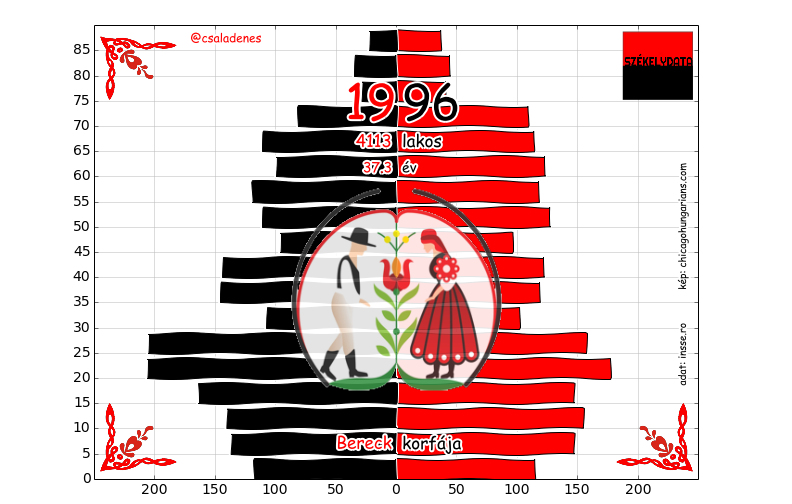 @csaladenes
SZÉKELYDATA
1996
4113 lakos
37.3 év
kép: chicagohungarians.com
adat: insse.ro
Bereck korfája
85
80
75
70
65
60
55
50
45
40
35
30
25
20
15
10
5
0
200 150 100 50 0 50 100 150 200